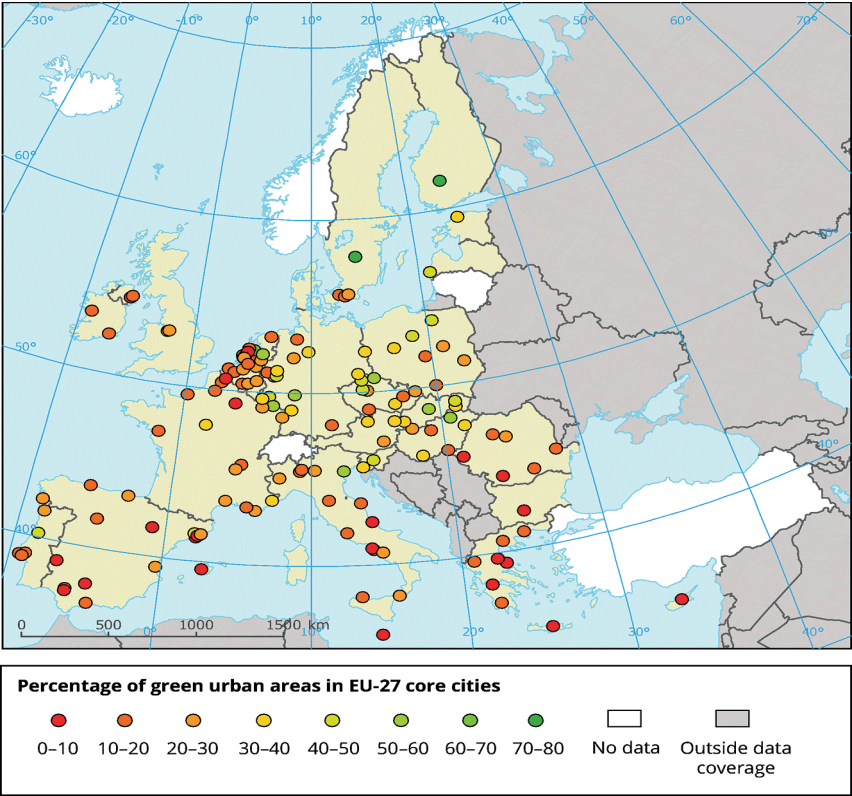 -30° -20° -10° 0° 10° 20° 30° 40° 50° 60° 70°
60°
50°
40°
50°
40°
0 500 1000 1500 km
0° 10° 20° 30° 40°
Percentage of green urban areas in EU-27 core cities
0–10 10–20 20–30 30–40 40–50 50–60 60–70 70–80 No data Outside data
coverage